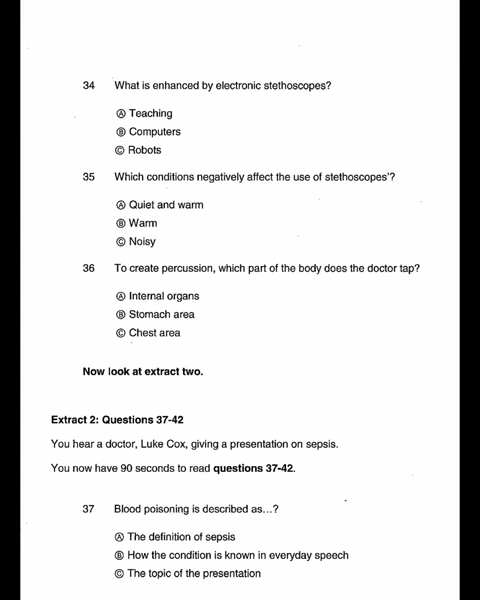 34 What is enhanced by electronic stethoscopes?
Ⓐ Teaching
Ⓑ Computers
Ⓒ Robots
35 Which conditions negatively affect the use of stethoscopes'?
Ⓐ Quiet and warm
Ⓑ Warm
Ⓒ Noisy
36 To create percussion, which part of the body does the doctor tap?
Ⓐ Internal organs
Ⓑ Stomach area
Ⓒ Chest area
Now look at extract two.
Extract 2: Questions 37-42
You hear a doctor, Luke Cox, giving a presentation on sepsis.
You now have 90 seconds to read questions 37-42.
37 Blood poisoning is described as...?
Ⓐ The definition of sepsis
Ⓑ How the condition is known in everyday speech
Ⓒ The topic of the presentation